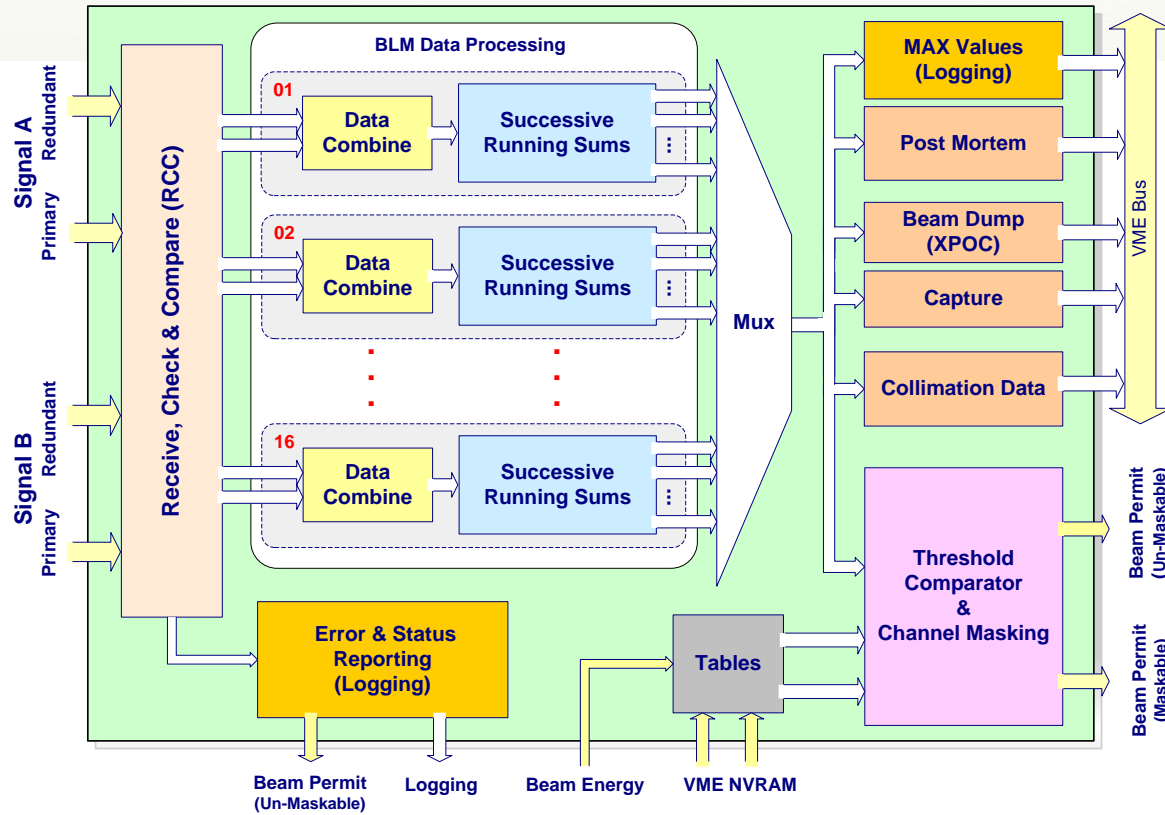 BLM Data Processing
Signal A
Redundant
Primary
Signal B
Redundant
Primary
Receive, Check & Compare (RCC)
01
Data
Combine
Successive
Running Sums
...
02
Data
Combine
Successive
Running Sums
...
16
Data
Combine
Successive
Running Sums
...
Mux
MAX Values
(Logging)
Post Mortem
Beam Dump
(XPOC)
Capture
Collimation Data
VME Bus
Threshold
Comparator
&
Channel Masking
Beam Permit
(Un-Maskable)
Beam Permit
(Maskable)
Error & Status
Reporting
(Logging)
Tables
Beam Permit
(Un-Maskable)
Logging
Beam Energy
VME NVRAM